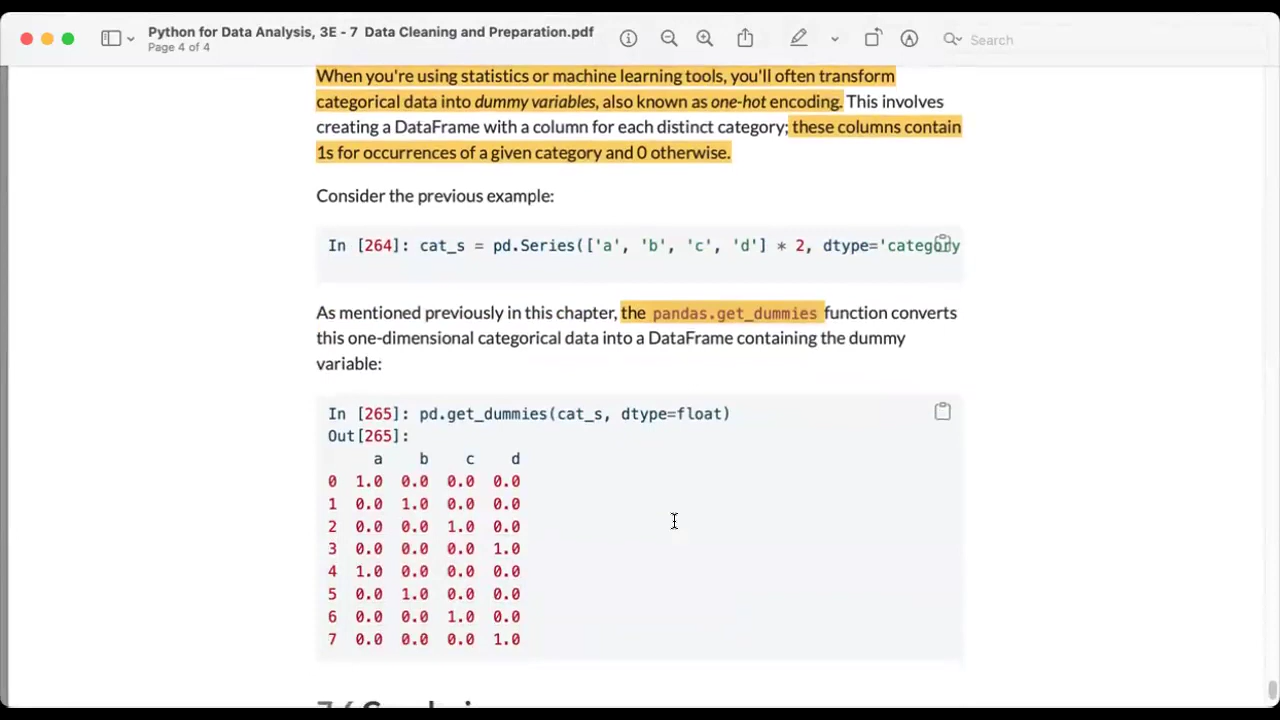 Python for Data Analysis, 3E - 7 Data Cleaning and Preparation.pdf
Page 4 of 4
Search
When you're using statistics or machine learning tools, you'll often transform
categorical data into dummy variables, also known as one-hot encoding. This involves
creating a DataFrame with a column for each distinct category; these columns contain
1s for occurrences of a given category and 0 otherwise.
Consider the previous example:
In [264]: cat_s = pd.Series(['a', 'b', 'c', 'd'] * 2, dtype='category
As mentioned previously in this chapter, the pandas.get_dummies function converts
this one-dimensional categorical data into a DataFrame containing the dummy
variable:
In [265]: pd.get_dummies(cat_s, dtype=float)
Out[265]:
a b c d
0 1.0 0.0 0.0 0.0
1 0.0 1.0 0.0 0.0
2 0.0 0.0 1.0 0.0
3 0.0 0.0 0.0 1.0
4 1.0 0.0 0.0 0.0
5 0.0 1.0 0.0 0.0
6 0.0 0.0 1.0 0.0
7 0.0 0.0 0.0 1.0